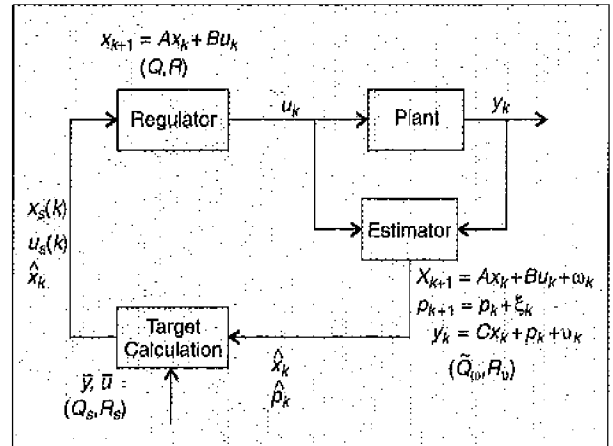 x_{k+1} = Ax_k + Bu_k
(Q,R)
Regulator
u_k
Plant
y_k
Estimator
x_s(k)
u_s(k)
x̂_k
X_{k+1} = Ax_k + Bu_k + ω_k
p_{k+1} = p_k + ξ_k
y_k = Cx_k + p_k + υ_k
(Q̃_ω, R_υ)
Target
Calculation
x̂_k
p̂_k
ȳ, ū =
(Q_s, R_s)